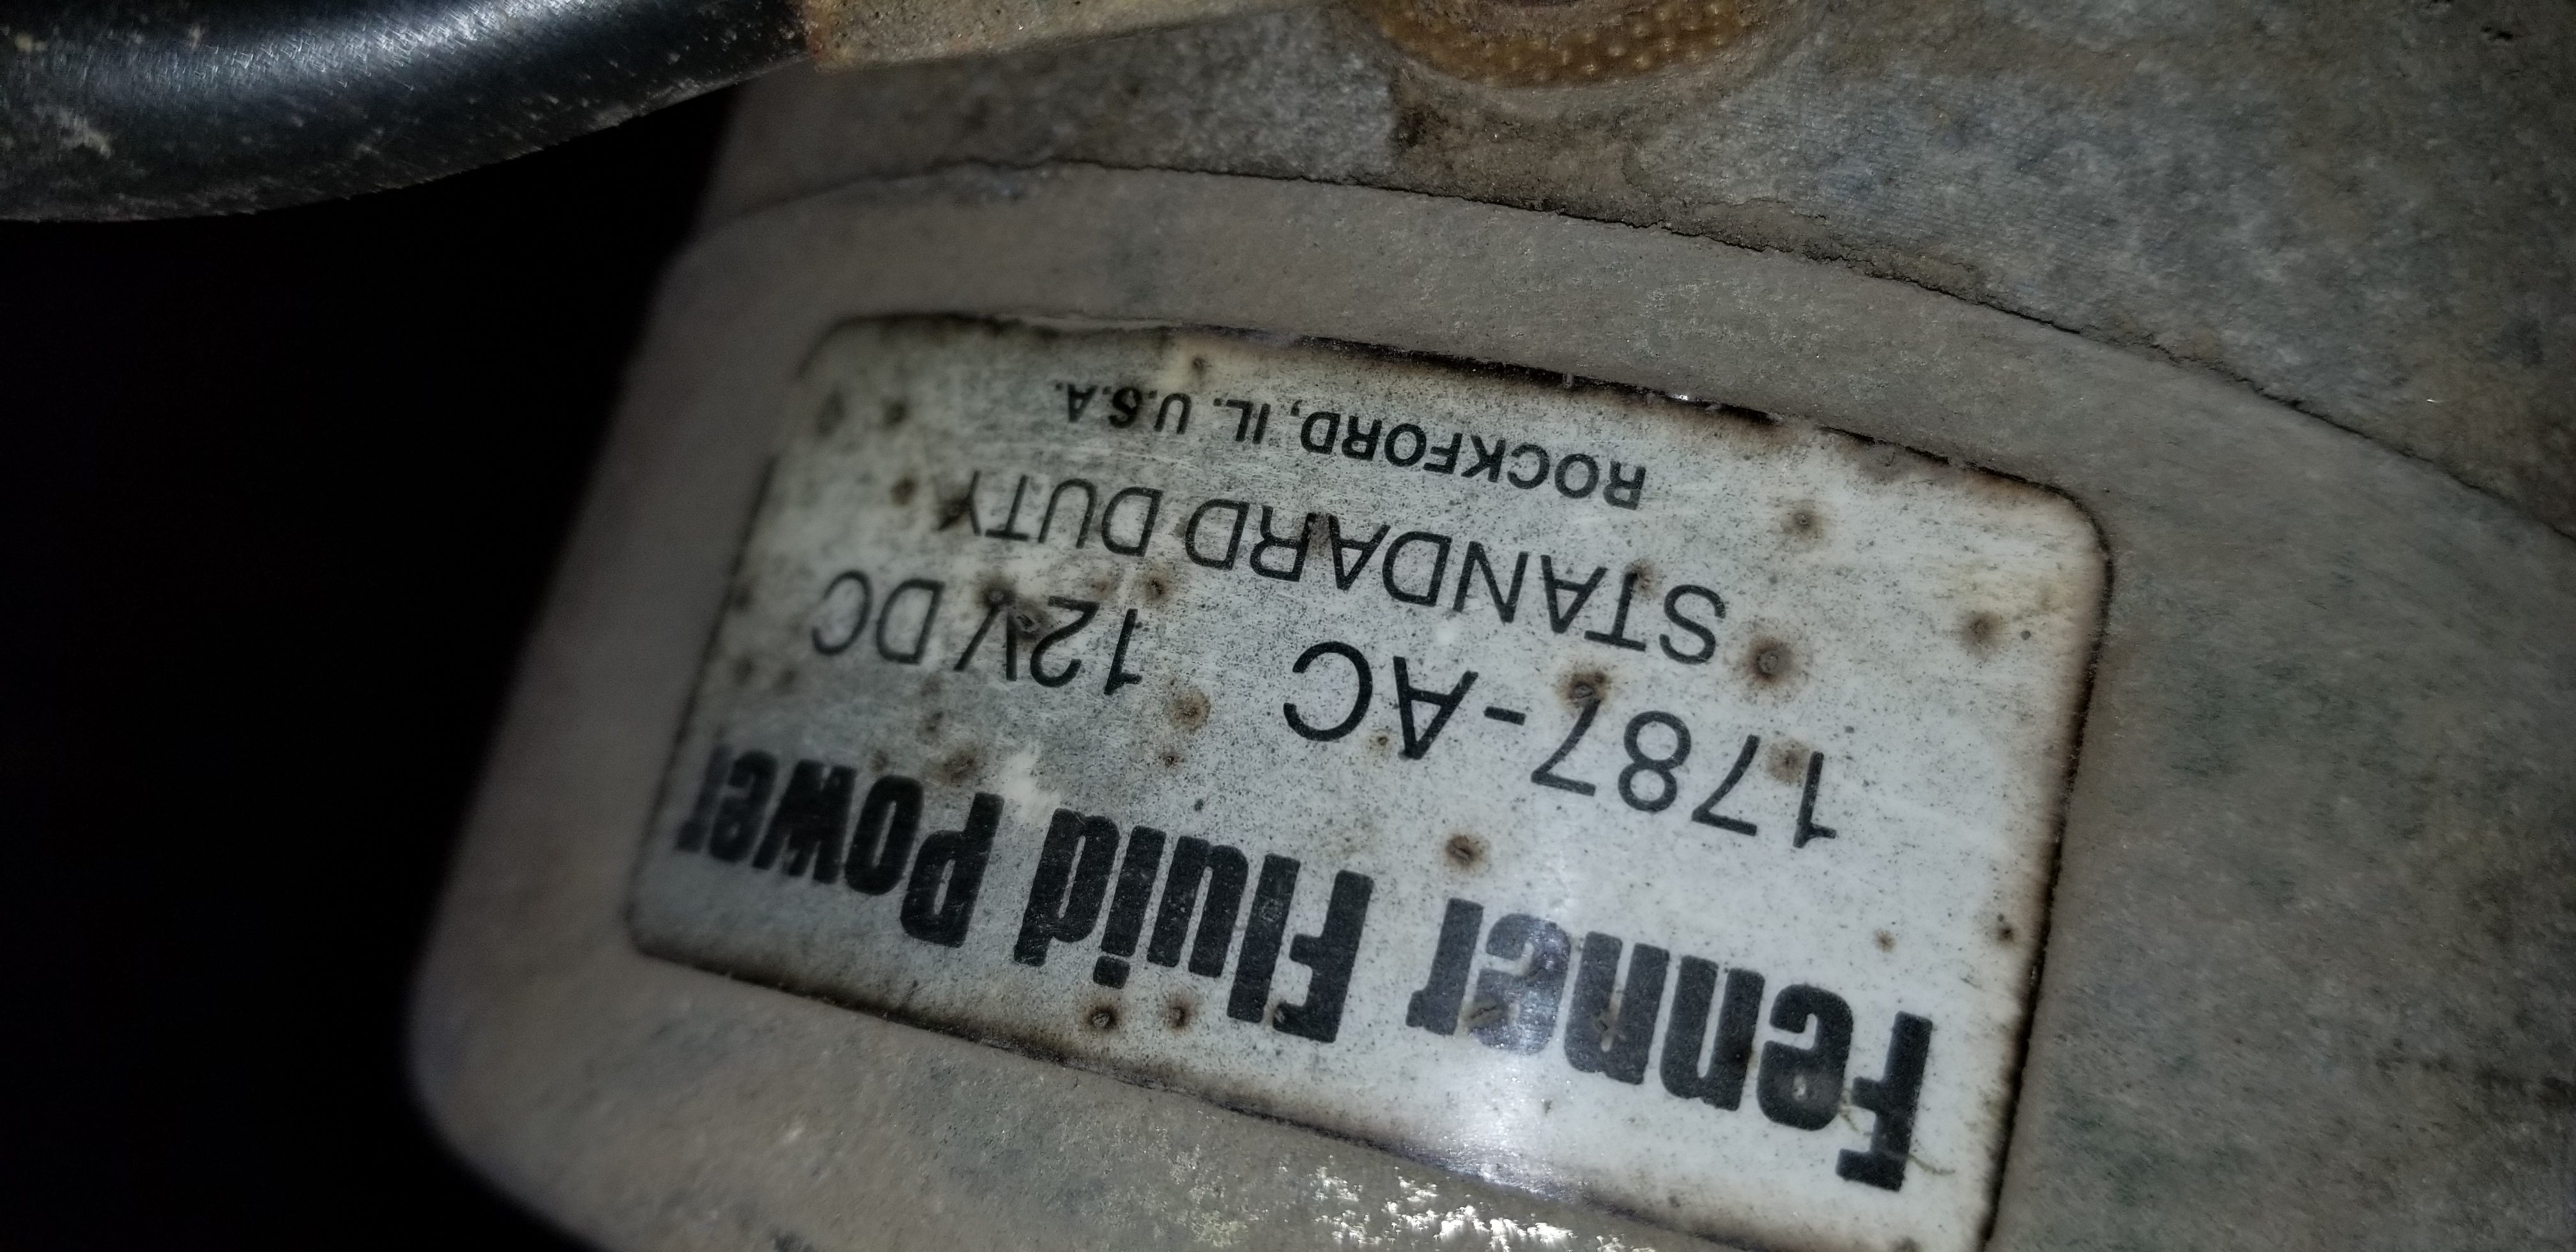 Fenner Fluid Power
1787-AC 12V DC
STANDARD DUTY
ROCKFORD, IL. U.S.A.